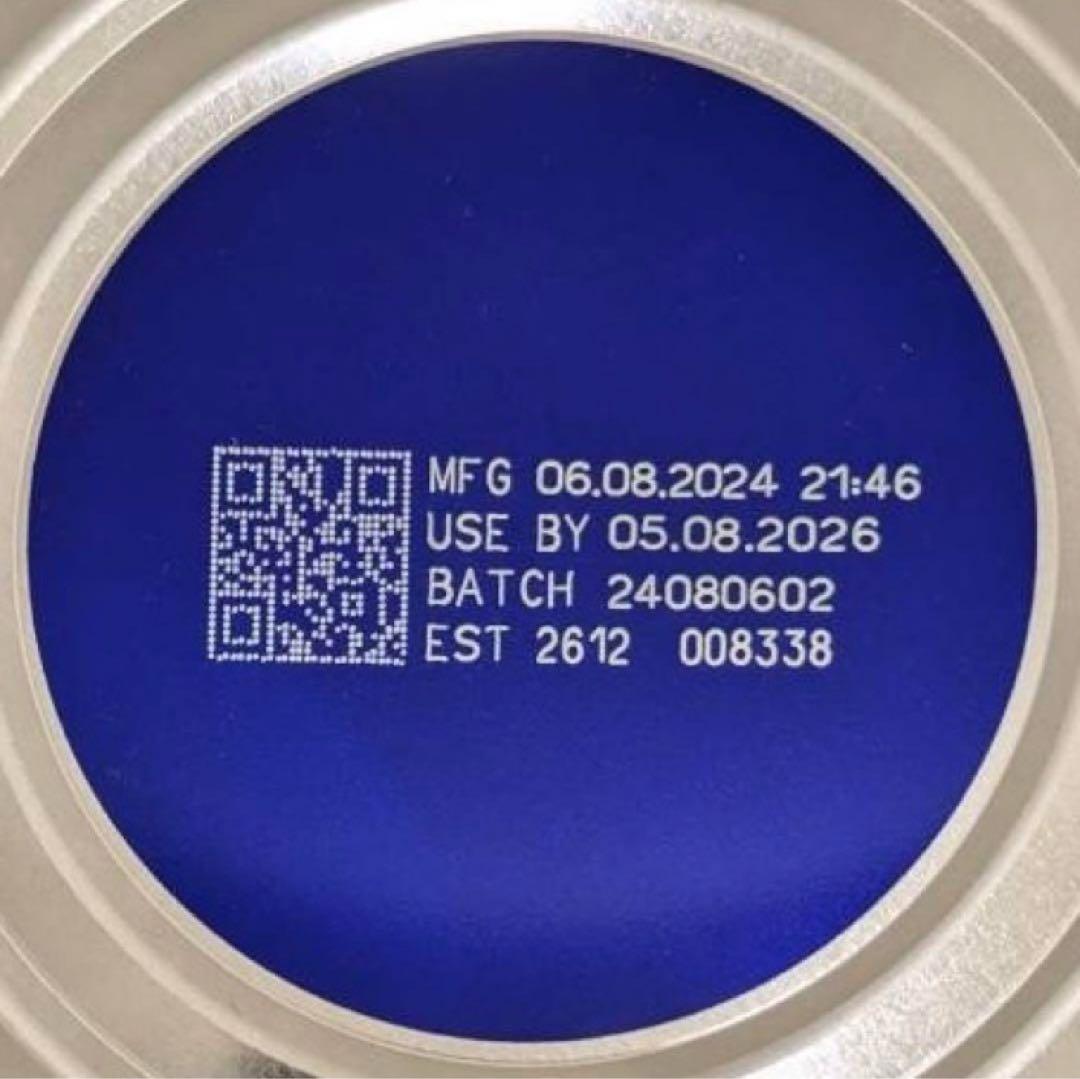 MFG 06.08.2024 21:46
USE BY 05.08.2026
BATCH 24080602
EST 2612 008338